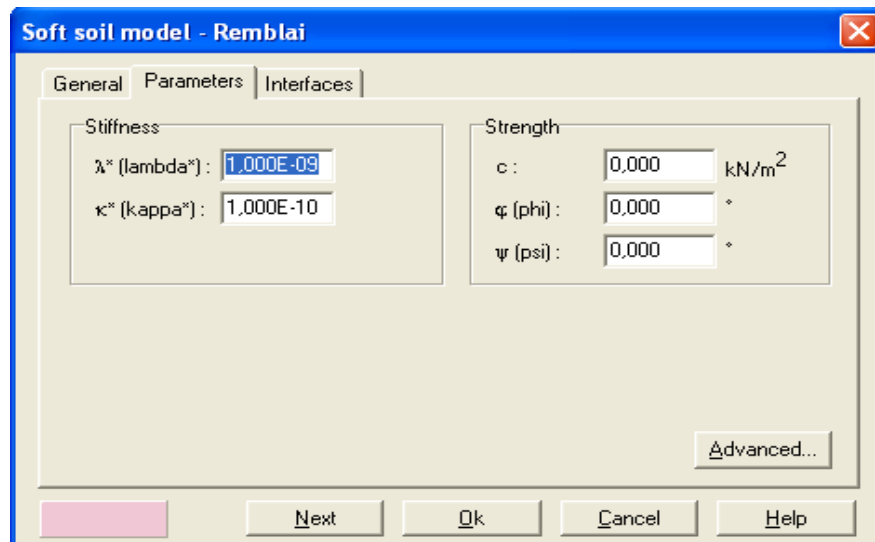 Soft soil model - Remblai
General Parameters Interfaces
Stiffness
λ* (lambda*) : 1,000E-09
κ* (kappa*) : 1,000E-10
Strength
c : 0,000 kN/m²
φ (phi) : 0,000 °
ψ (psi) : 0,000 °
Advanced...
Next Ok Cancel Help